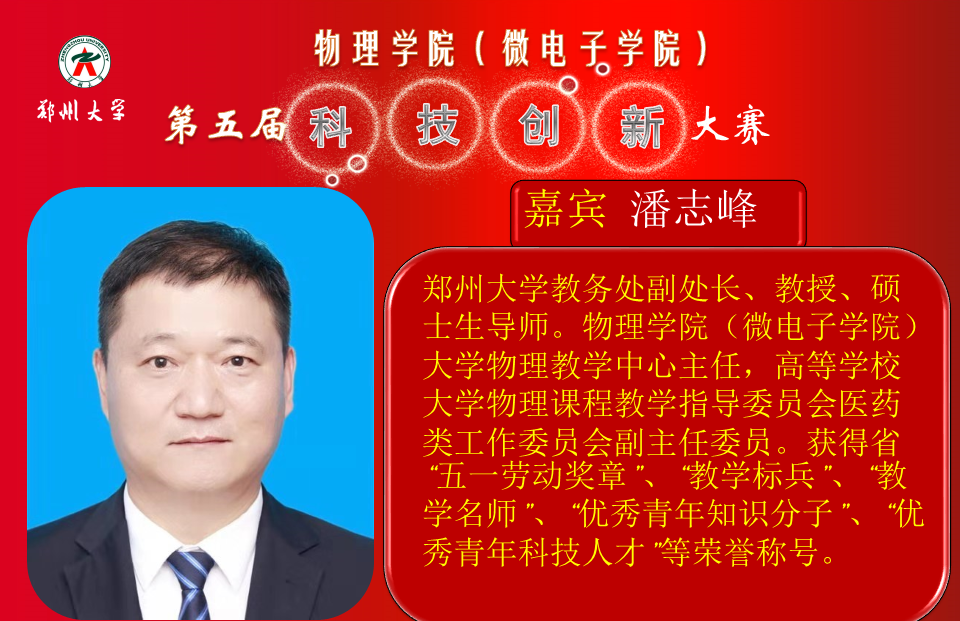 物理学院（微电子学院）
ZHENGZHOU UNIVERSITY
郑州大学
第五届科技创新大赛
嘉宾 潘志峰
郑州大学教务处副处长、教授、硕
士生导师。物理学院（微电子学院）
大学物理教学中心主任，高等学校
大学物理课程教学指导委员会医药
类工作委员会副主任委员。获得省
“五一劳动奖章”、“教学标兵”、“教
学名师”、“优秀青年知识分子”、“优
秀青年科技人才”等荣誉称号。